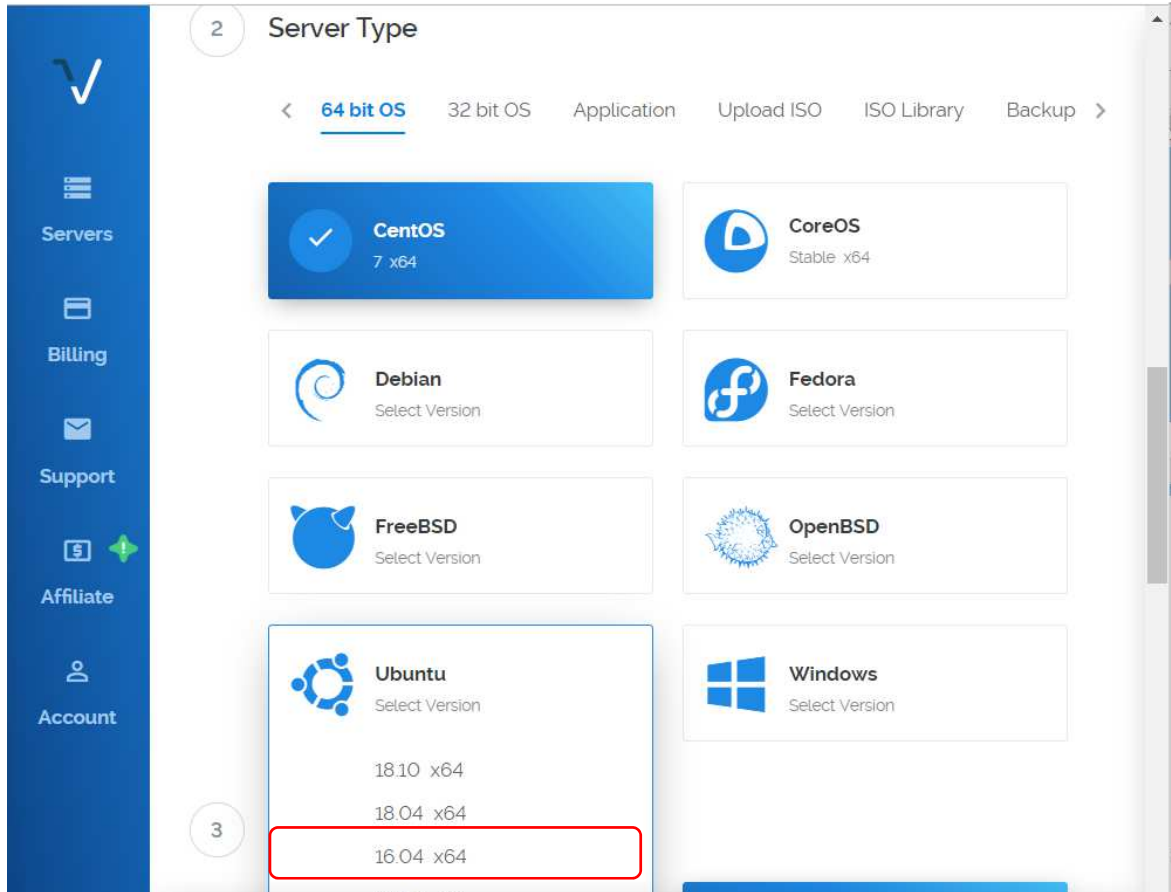 2 Server Type
64 bit OS 32 bit OS Application Upload ISO ISO Library Backup
Servers
Billing
Support
Affiliate
Account
CentOS
7 x64
CoreOS
Stable x64
Debian
Select Version
Fedora
Select Version
FreeBSD
Select Version
OpenBSD
Select Version
Ubuntu
Select Version
Windows
Select Version
18.10 x64
18.04 x64
16.04 x64
3